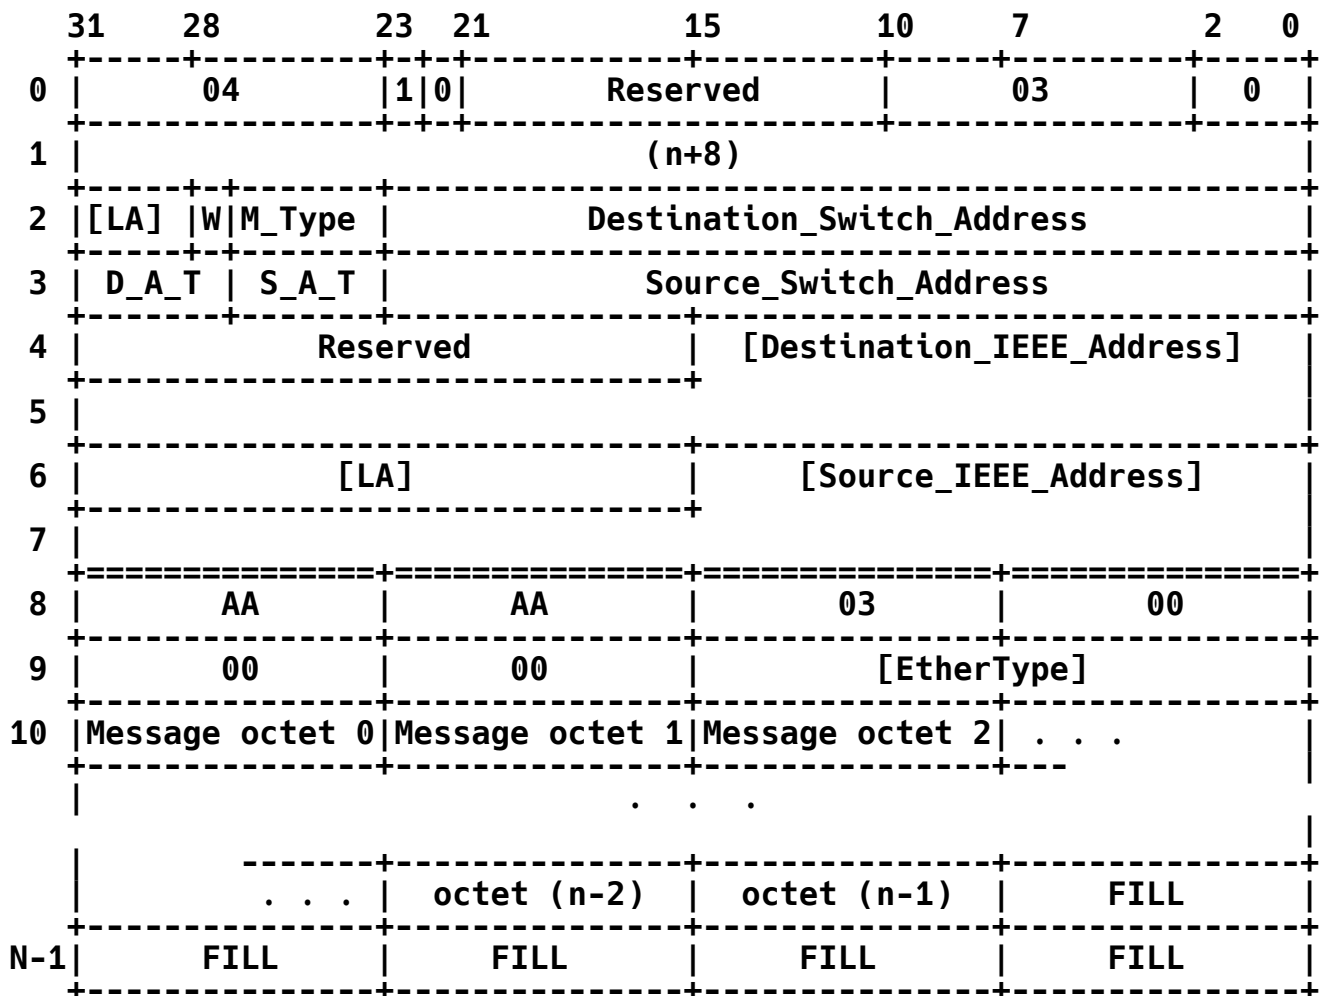 31 28 23 21 15 10 7 2 0
+-----+---------+-+-+-----------+---------+-----+---------+-----+
0 | 04 |1|0| Reserved | 03 | 0 |
+---------------+-+-+---------------------+---------------+-----+
1 | (n+8) |
+-----+-+-------+-----------------------------------------------+
2 |[LA] |W|M_Type | Destination_Switch_Address |
+-----+-+-------+-----------------------------------------------+
3 | D_A_T | S_A_T | Source_Switch_Address |
+-------+-------+---------------+-------------------------------+
4 | Reserved | [Destination_IEEE_Address] |
+-------------------------------+ |
5 | |
+-------------------------------+-------------------------------+
6 | [LA] | [Source_IEEE_Address] |
+-------------------------------+ |
7 | |
+===============+===============+===============+===============+
8 | AA | AA | 03 | 00 |
+---------------+---------------+---------------+---------------+
9 | 00 | 00 | [EtherType] |
+---------------+---------------+---------------+---------------+
10 |Message octet 0|Message octet 1|Message octet 2| . . . |
+---------------+---------------+---------------+--- |
| . . .
|
| -------+---------------+---------------+---------------+
| . . . | octet (n-2) | octet (n-1) | FILL |
+---------------+---------------+---------------+---------------+
N-1| FILL | FILL | FILL | FILL |
+---------------+---------------+---------------+---------------+